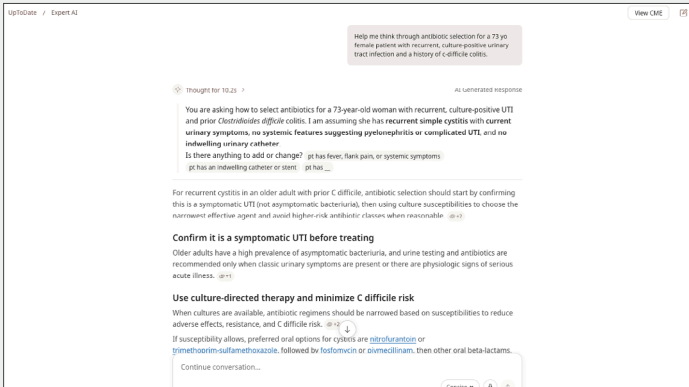 UpToDate / Expert AI
View CME
Help me think through antibiotic selection for a 73 yo
female patient with recurrent, culture-positive urinary
tract infection and a history of c-difficile colitis.
Thought for 10.2s
AI Generated Response
You are asking how to select antibiotics for a 73-year-old woman with recurrent, culture-positive UTI
and prior Clostridioides difficile colitis. I am assuming she has recurrent simple cystitis with current
urinary symptoms, no systemic features suggesting pyelonephritis or complicated UTI, and no
indwelling urinary catheter
Is there anything to add or change? pt has fever, flank pain, or systemic symptoms
pt has an indwelling catheter or stent pt has __
For recurrent cystitis in an older adult with prior C difficile, antibiotic selection should start by confirming
this is a symptomatic UTI (not asymptomatic bacteriuria), then using culture susceptibilities to choose the
narrowest effective agent and avoid higher-risk antibiotic classes when reasonable +3
Confirm it is a symptomatic UTI before treating
Older adults have a high prevalence of asymptomatic bacteriuria, and urine testing and antibiotics are
recommended only when classic urinary symptoms are present or there are physiologic signs of serious
acute illness. +1
Use culture-directed therapy and minimize C difficile risk
When cultures are available, antibiotic regimens should be narrowed based on susceptibilities to reduce
adverse effects, resistance, and C difficile risk.
If susceptibility allows, preferred oral options for cystitis are nitrofurantoin or
trimethoprim-sulfamethoxazole, followed by fosfomycin or pivmecillinam, then other oral beta-lactams.
Continue conversation...